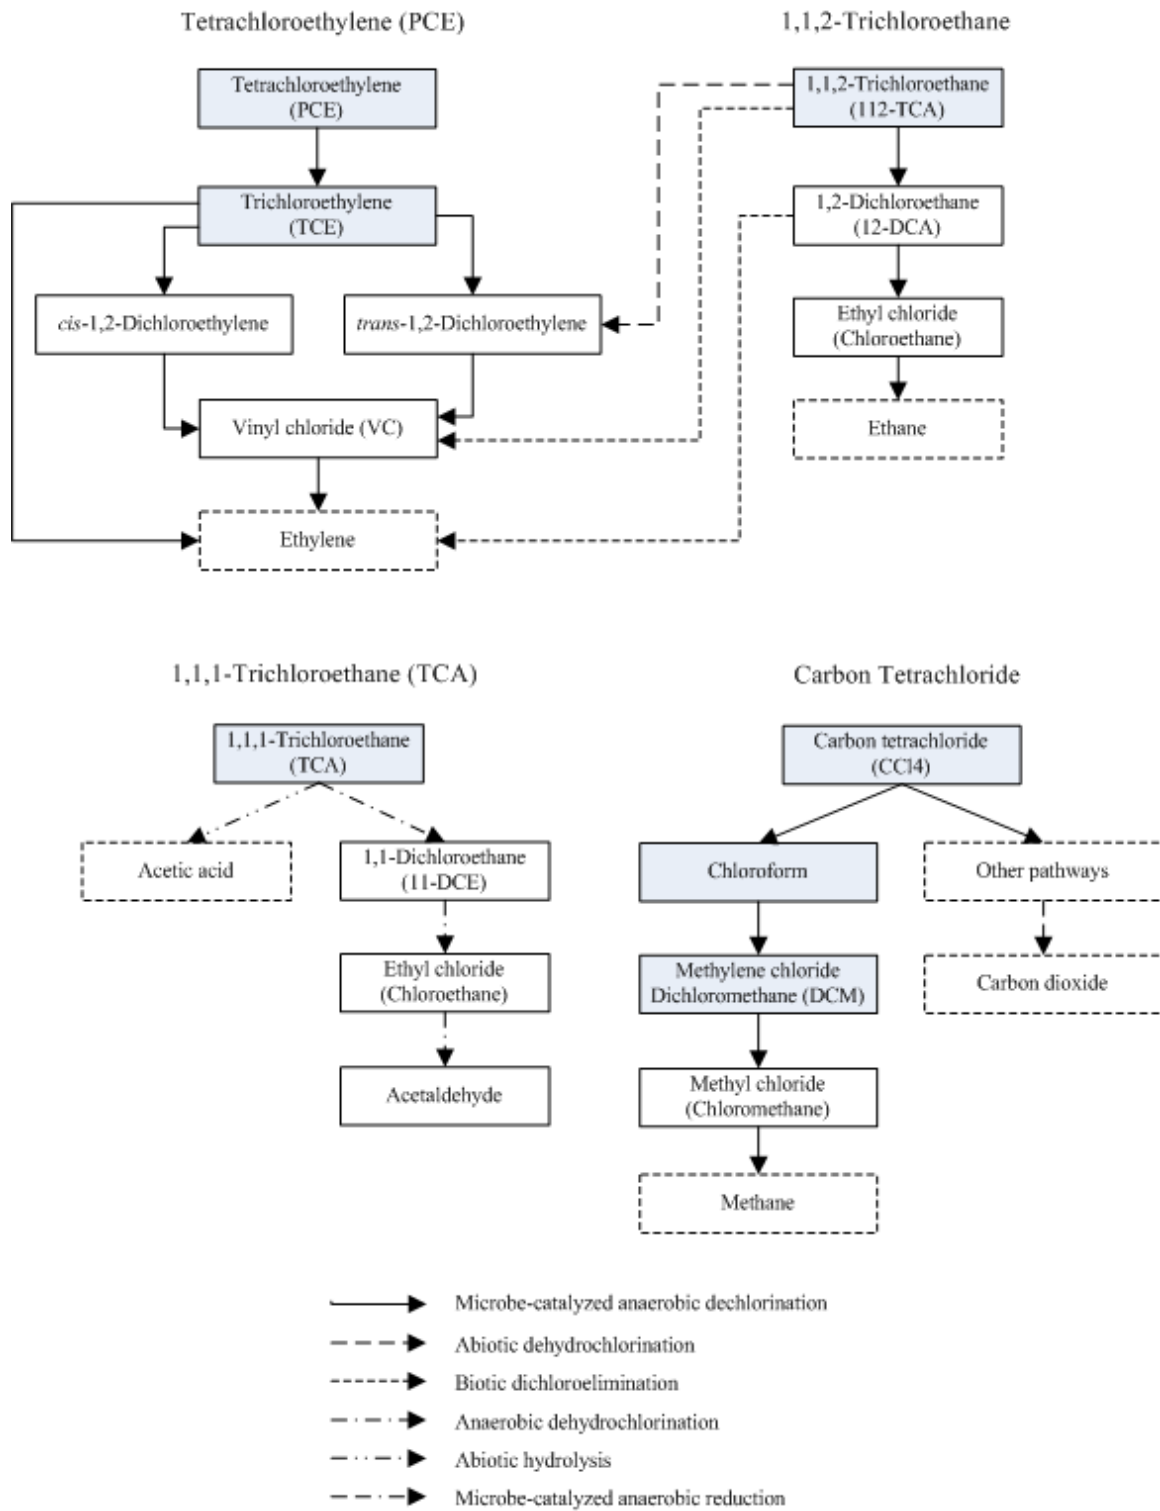 Tetrachloroethylene (PCE)
1,1,2-Trichloroethane
Tetrachloroethylene
(PCE)
1,1,2-Trichloroethane
(112-TCA)
Trichloroethylene
(TCE)
1,2-Dichloroethane
(12-DCA)
cis-1,2-Dichloroethylene
trans-1,2-Dichloroethylene
Ethyl chloride
(Chloroethane)
Vinyl chloride (VC)
Ethane
Ethylene
1,1,1-Trichloroethane (TCA)
Carbon Tetrachloride
1,1,1-Trichloroethane
(TCA)
Carbon tetrachloride
(CCl4)
Acetic acid
1,1-Dichloroethane
(11-DCE)
Chloroform
Other pathways
Ethyl chloride
(Chloroethane)
Methylene chloride
Dichloromethane (DCM)
Carbon dioxide
Acetaldehyde
Methyl chloride
(Chloromethane)
Methane
Microbe-catalyzed anaerobic dechlorination
Abiotic dehydrochlorination
Biotic dichloroelimination
Anaerobic dehydrochlorination
Abiotic hydrolysis
Microbe-catalyzed anaerobic reduction